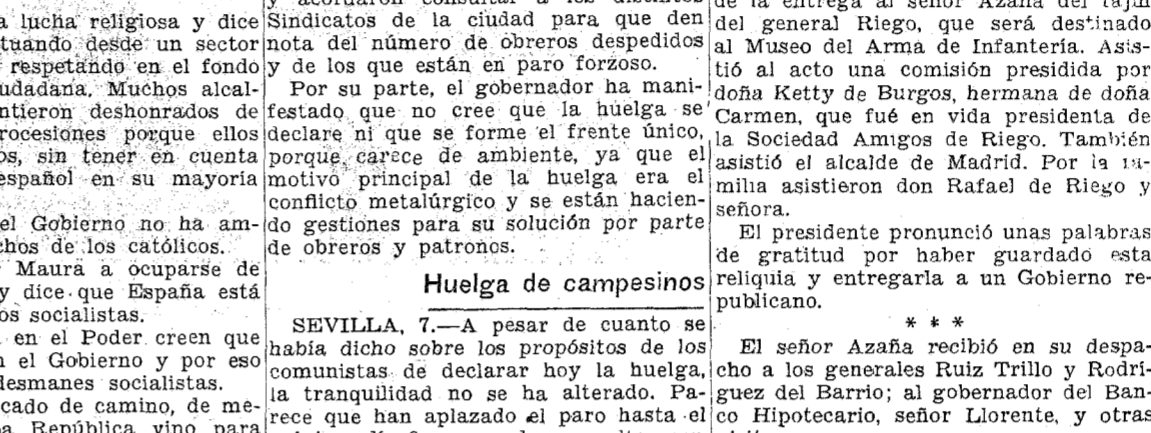 a lucha religiosa y dice
tuando desde un sector
respetando en el fondo
udadana. Muchos alcal-
ntieron deshonrados de
rocesiones porque ellos
os, sin tener en cuenta
español en su mayoría
el Gobierno no ha am-
chos de los católicos.
Maura a ocuparse de
y dice que España está
os socialistas.
en el Poder creen que
n el Gobierno y por eso
desmanes socialistas.
cado de camino, de me-
República vino para
Sindicatos de la ciudad para que den
nota del número de obreros despedidos
y de los que están en paro forzoso.
Por su parte, el gobernador ha mani-
festado que no cree que la huelga se
declare ni que se forme el frente único,
porque carece de ambiente, ya que el
motivo principal de la huelga era el
conflicto metalúrgico y se están hacien-
do gestiones para su solución por parte
de obreros y patronos.
Huelga de campesinos
SEVILLA, 7.—A pesar de cuanto se
había dicho sobre los propósitos de los
comunistas de declarar hoy la huelga,
la tranquilidad no se ha alterado. Pa-
rece que han aplazado el paro hasta el
de la entrega al señor Azaña del fajín
del general Riego, que será destinado
al Museo del Arma de Infantería. Asis-
tió al acto una comisión presidida por
doña Ketty de Burgos, hermana de doña
Carmen, que fué en vida presidenta de
la Sociedad Amigos de Riego. También
asistió el alcalde de Madrid. Por la fa-
milia asistieron don Rafael de Riego y
señora.
El presidente pronunció unas palabras
de gratitud por haber guardado esta
reliquia y entregarla a un Gobierno re-
publicano.
* * *
El señor Azaña recibió en su despa-
cho a los generales Ruiz Trillo y Rodrí-
guez del Barrio; al gobernador del Ban-
co Hipotecario, señor Llorente, y otras